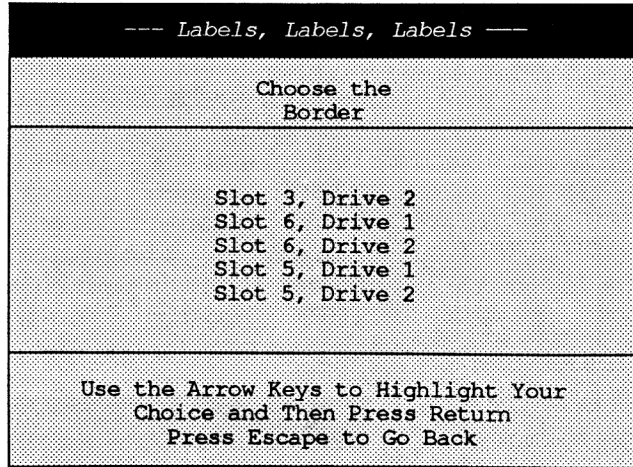 --- Labels, Labels, Labels ---
Choose the
Border
Slot 3, Drive 2
Slot 6, Drive 1
Slot 6, Drive 2
Slot 5, Drive 1
Slot 5, Drive 2
Use the Arrow Keys to Highlight Your
Choice and Then Press Return
Press Escape to Go Back